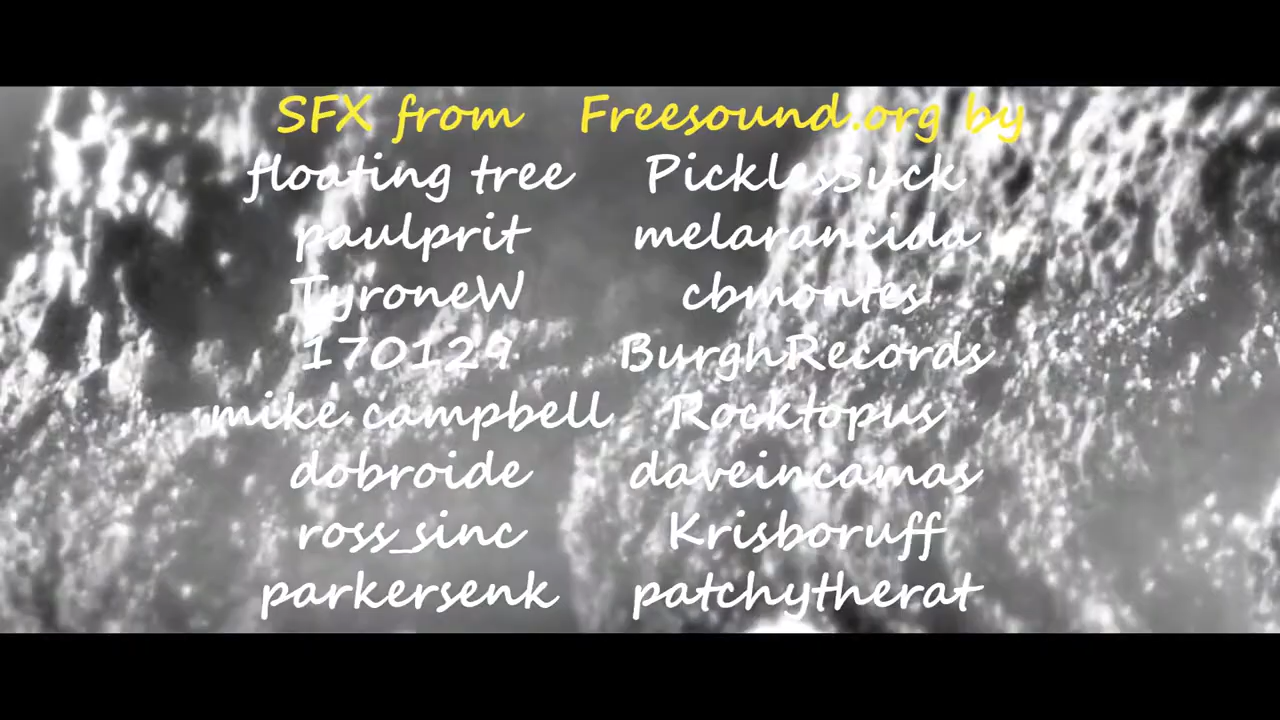 SFX from Freesound.org by
floating tree PicklesSuck
paulprit melarancida
TyroneW cbmontes
170129 BurghRecords
mike campbell Rocktopus
dobroide daveincamas
ross_sinc Krisboruff
parkersenk patchytherat